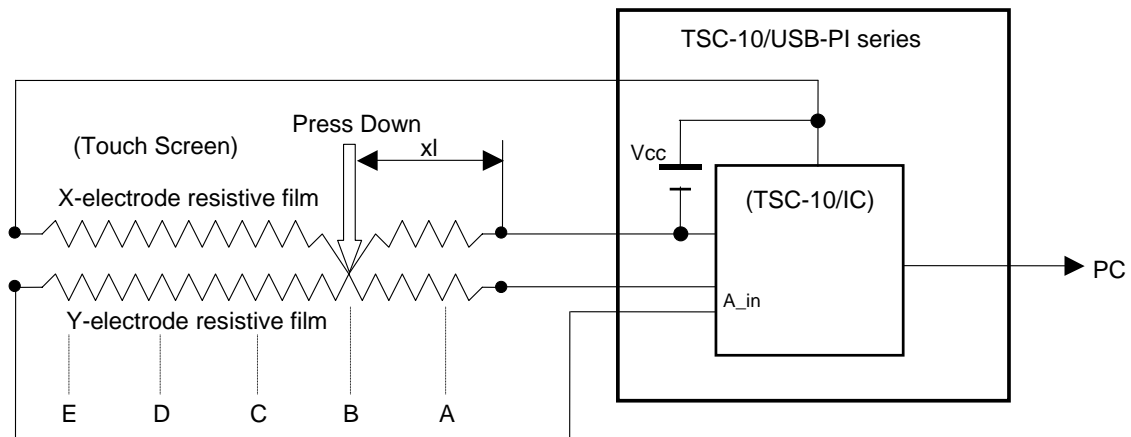 TSC-10/USB-PI series
Press Down
(Touch Screen)
xl
Vcc
X-electrode resistive film
(TSC-10/IC)
PC
A_in
Y-electrode resistive film
E D C B A